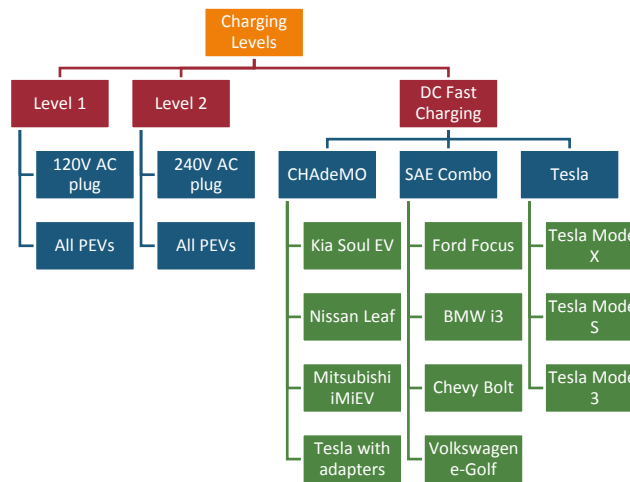 Charging
Levels
Level 1
Level 2
DC Fast
Charging
120V AC
plug
240V AC
plug
CHAdeMO
SAE Combo
Tesla
All PEVs
All PEVs
Kia Soul EV
Ford Focus
Tesla Mode
X
Nissan Leaf
BMW i3
Tesla Mode
S
Mitsubishi
iMiEV
Chevy Bolt
Tesla Mode
3
Tesla with
adapters
Volkswagen
e-Golf